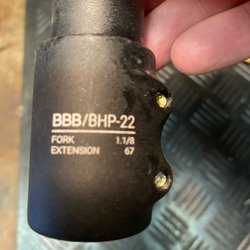 BBB/BHP-22
FORK 1.1/8
EXTENSION 67